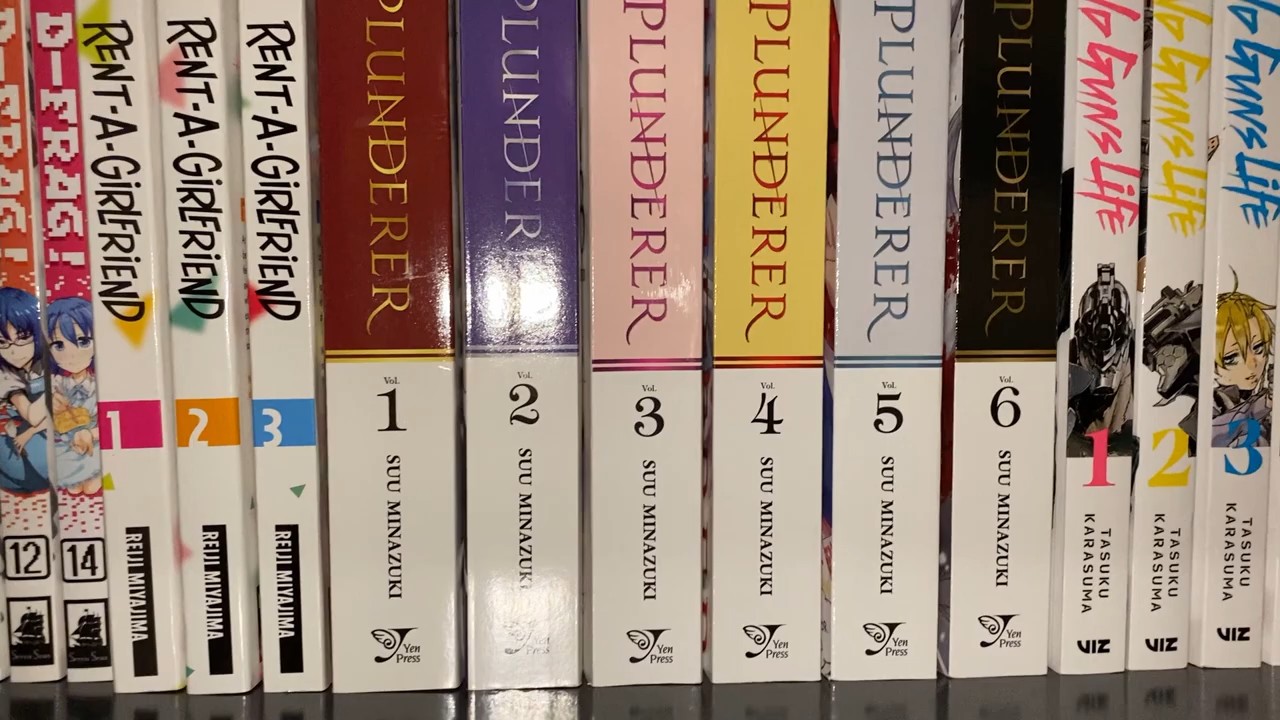 D-FRAG!
12
D-FRAG!
14
Seven Seas
RENT-A-GIRLFRIEND
1
REIJI MIYAJIMA
RENT-A-GIRLFRIEND
2
REIJI MIYAJIMA
RENT-A-GIRLFRIEND
3
REIJI MIYAJIMA
PLUNDERER
VOL.
1
SUU MINAZUKI
Yen
Press
PLUNDERER
VOL.
2
SUU MINAZUKI
Yen
Press
PLUNDERER
VOL.
3
SUU MINAZUKI
Yen
Press
PLUNDERER
VOL.
4
SUU MINAZUKI
Yen
Press
PLUNDERER
VOL.
5
SUU MINAZUKI
Yen
Press
PLUNDERER
VOL.
6
SUU MINAZUKI
Yen
Press
No Guns Life
1
TASUKU
KARASUMA
VIZ
No Guns Life
2
TASUKU
KARASUMA
VIZ
No Guns Life
3
TASUKU
KARASUMA
VIZ